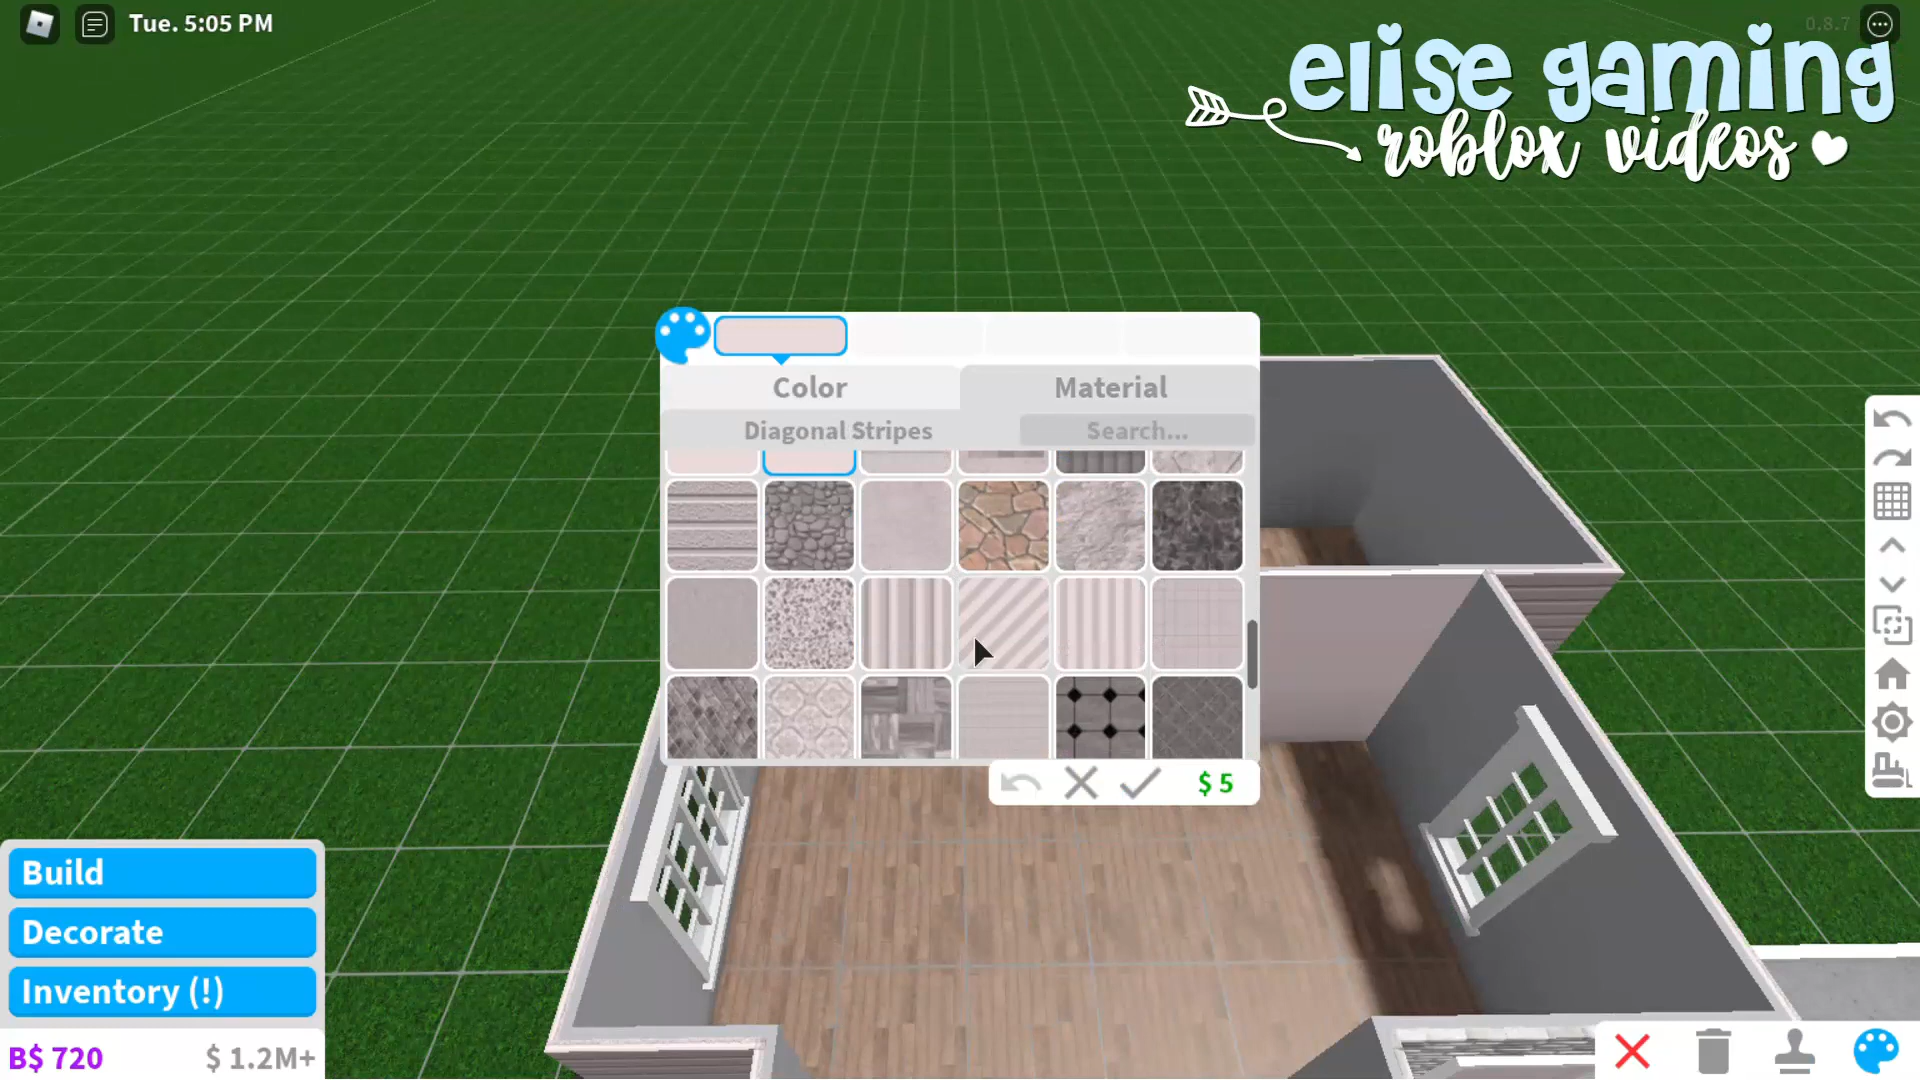 Tue. 5:05 PM
0.8.7
elise gaming
roblox videos
Color
Material
Diagonal Stripes
Search...
$ 5
Build
Decorate
Inventory (!)
B$ 720
$ 1.2M+